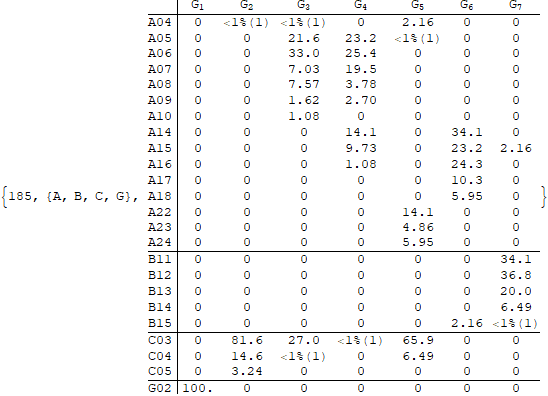 G1 G2 G3 G4 G5 G6 G7
A04 0 <1%(1) <1%(1) 0 2.16 0 0
A05 0 0 21.6 23.2 <1%(1) 0 0
A06 0 0 33.0 25.4 0 0 0
A07 0 0 7.03 19.5 0 0 0
A08 0 0 7.57 3.78 0 0 0
A09 0 0 1.62 2.70 0 0 0
A10 0 0 1.08 0 0 0 0
A14 0 0 0 14.1 0 34.1 0
A15 0 0 0 9.73 0 23.2 2.16
A16 0 0 0 1.08 0 24.3 0
A17 0 0 0 0 0 10.3 0
{185, {A, B, C, G}, A18 0 0 0 0 0 5.95 0 }
A22 0 0 0 0 14.1 0 0
A23 0 0 0 0 4.86 0 0
A24 0 0 0 0 5.95 0 0
B11 0 0 0 0 0 0 34.1
B12 0 0 0 0 0 0 36.8
B13 0 0 0 0 0 0 20.0
B14 0 0 0 0 0 0 6.49
B15 0 0 0 0 0 2.16 <1%(1)
C03 0 81.6 27.0 <1%(1) 65.9 0 0
C04 0 14.6 <1%(1) 0 6.49 0 0
C05 0 3.24 0 0 0 0 0
G02 100. 0 0 0 0 0 0